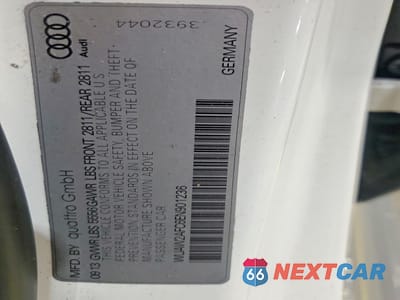 MFD. BY quattro GmbH
09 13 GVWR LBS 5556 GAWR LBS FRONT 2811/REAR 2811
THIS VEHICLE CONFORMS TO ALL APPLICABLE U.S.
FEDERAL MOTOR VEHICLE SAFETY, BUMPER AND THEFT-
PREVENTION STANDARDS IN EFFECT ON THE DATE OF
MANUFACTURE SHOWN ABOVE
PASSENGER CAR
WUAW2AFC6EN901236
GERMANY
Audi
3932044
66 NEXTCAR